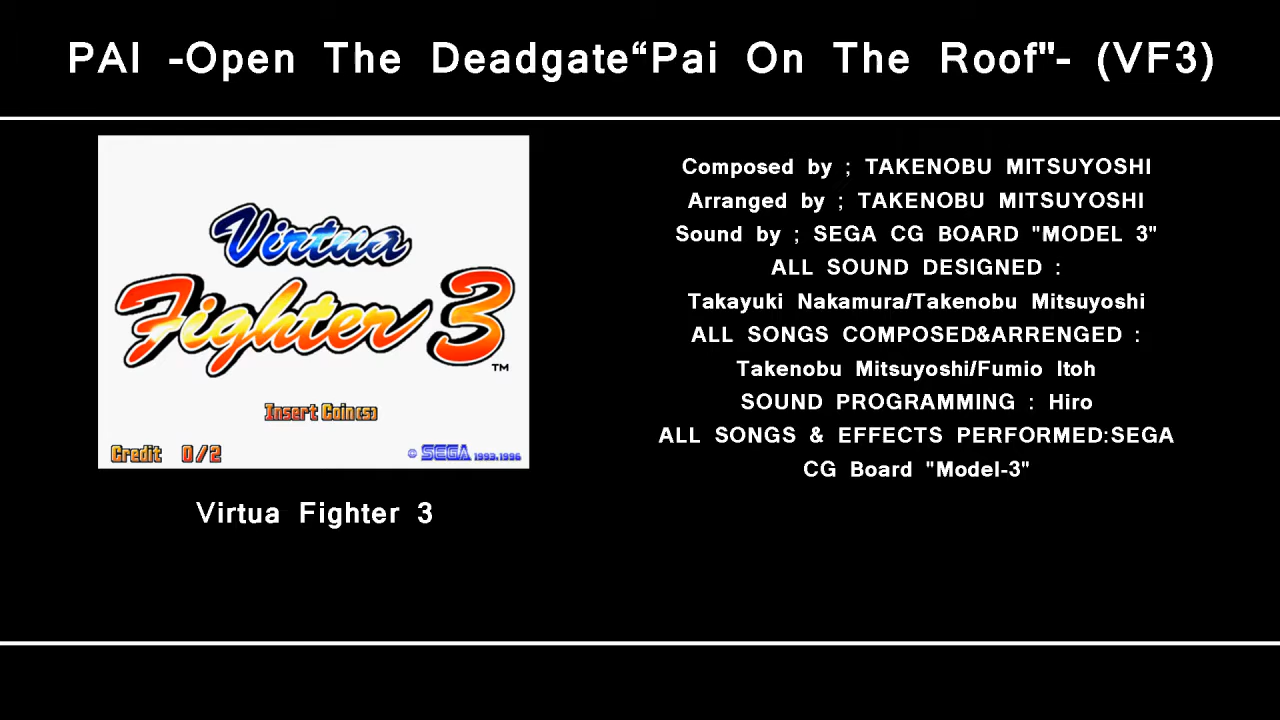 PAI -Open The Deadgate“Pai On The Roof"- (VF3)
Virtua
Fighter 3
TM
Insert Coin(s)
Credit 0/2
© SEGA 1993,1996
Virtua Fighter 3
Composed by ; TAKENOBU MITSUYOSHI
Arranged by ; TAKENOBU MITSUYOSHI
Sound by ; SEGA CG BOARD "MODEL 3"
ALL SOUND DESIGNED :
Takayuki Nakamura/Takenobu Mitsuyoshi
ALL SONGS COMPOSED&ARRENGED :
Takenobu Mitsuyoshi/Fumio Itoh
SOUND PROGRAMMING : Hiro
ALL SONGS & EFFECTS PERFORMED:SEGA
CG Board "Model-3"